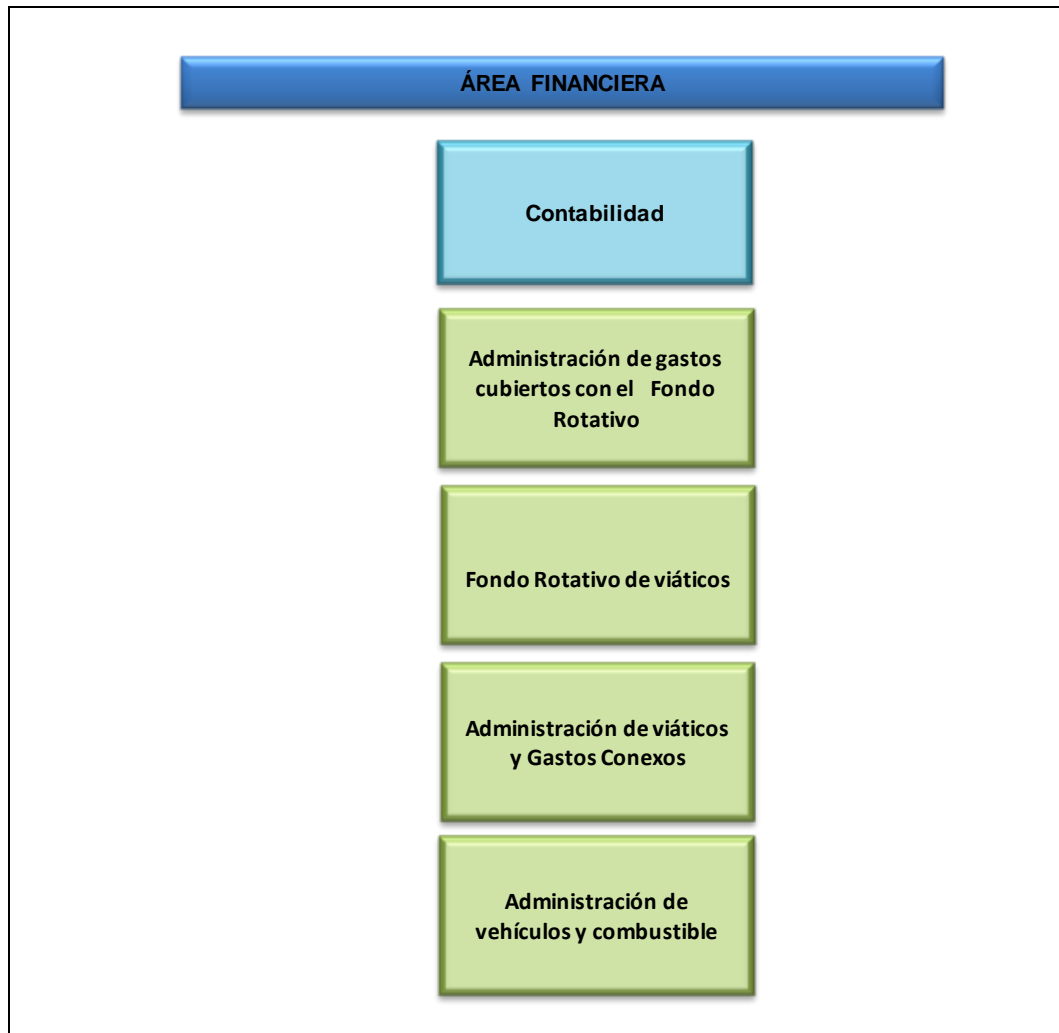 ÁREA FINANCIERA
Contabilidad
Administración de gastos
cubiertos con el Fondo
Rotativo
Fondo Rotativo de viáticos
Administración de viáticos
y Gastos Conexos
Administración de
vehículos y combustible